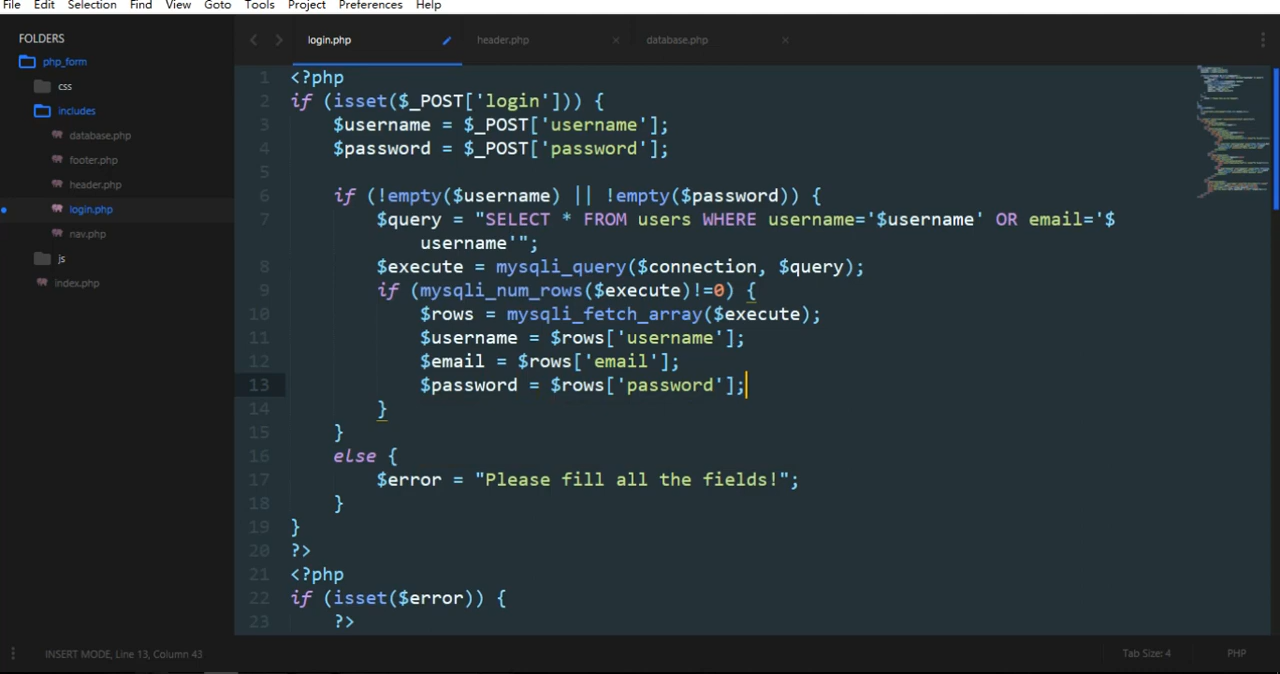 File Edit Selection Find View Goto Tools Project Preferences Help
FOLDERS
php_form
css
includes
database.php
footer.php
header.php
login.php
nav.php
js
index.php
login.php header.php × database.php ×
1 <?php
2 if (isset($_POST['login'])) {
3 $username = $_POST['username'];
4 $password = $_POST['password'];
5
6 if (!empty($username) || !empty($password)) {
7 $query = "SELECT * FROM users WHERE username='$username' OR email='$
username'";
8 $execute = mysqli_query($connection, $query);
9 if (mysqli_num_rows($execute)!=0) {
10 $rows = mysqli_fetch_array($execute);
11 $username = $rows['username'];
12 $email = $rows['email'];
13 $password = $rows['password'];
14 }
15 }
16 else {
17 $error = "Please fill all the fields!";
18 }
19 }
20 ?>
21 <?php
22 if (isset($error)) {
23 ?>
INSERT MODE, Line 13, Column 43 Tab Size: 4 PHP